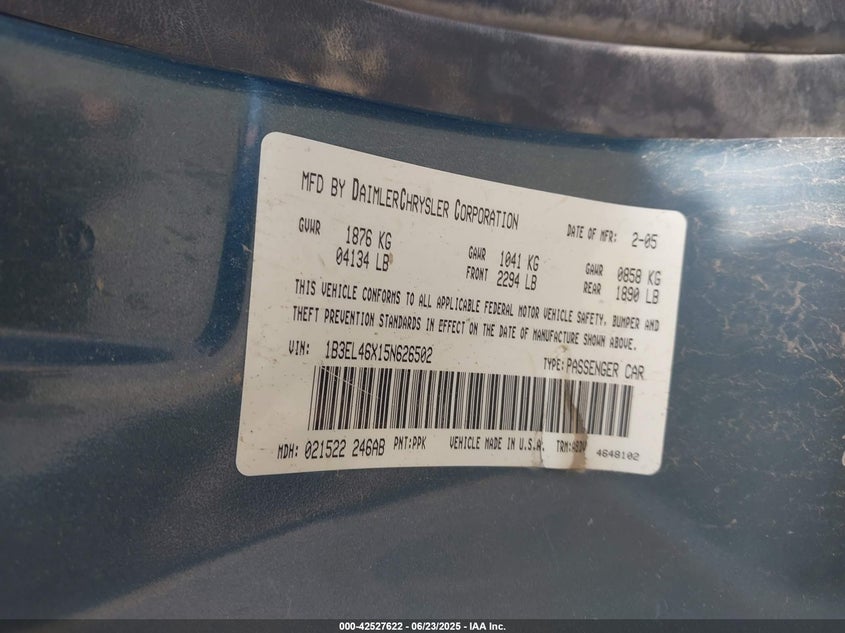 MFD BY DAIMLERCHRYSLER CORPORATION DATE OF MFR: 2-05
GVWR 1876 KG 04134 LB GAWR FRONT 1041 KG 2294 LB GAWR REAR 0858 KG 1890 LB
THIS VEHICLE CONFORMS TO ALL APPLICABLE FEDERAL MOTOR VEHICLE SAFETY, BUMPER AND
THEFT PREVENTION STANDARDS IN EFFECT ON THE DATE OF MANUFACTURE SHOWN ABOVE.
VIN: 1B3EL46X15N626502 TYPE: PASSENGER CAR
MDH: 021522 246AB PNT:PPK VEHICLE MADE IN U.S.A. TRM: 4648102
000-42527622 - 06/23/2025 - IAA Inc.